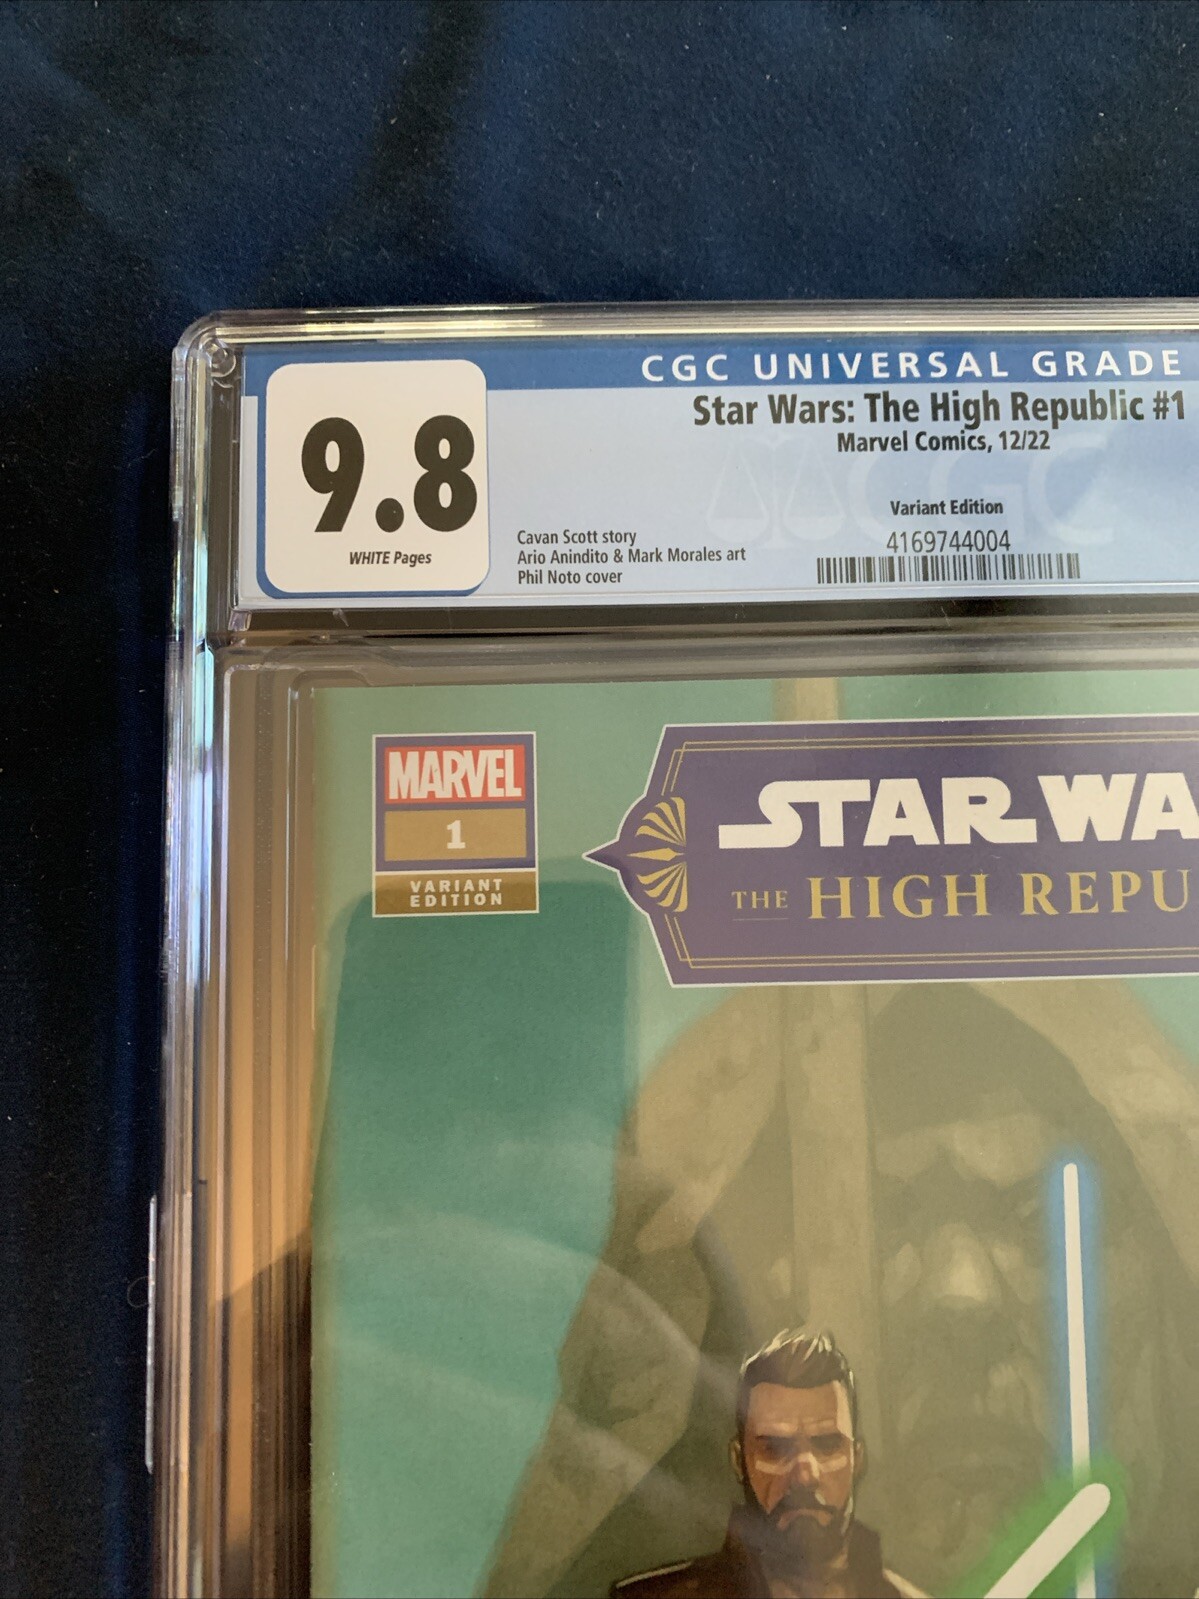 CGC UNIVERSAL GRADE
9.8
WHITE Pages
Star Wars: The High Republic #1
Marvel Comics, 12/22
Variant Edition
Cavan Scott story
Ario Anindito & Mark Morales art
Phil Noto cover
4169744004
CGC
MARVEL
1
VARIANT
EDITION
STAR WA
THE HIGH REPU